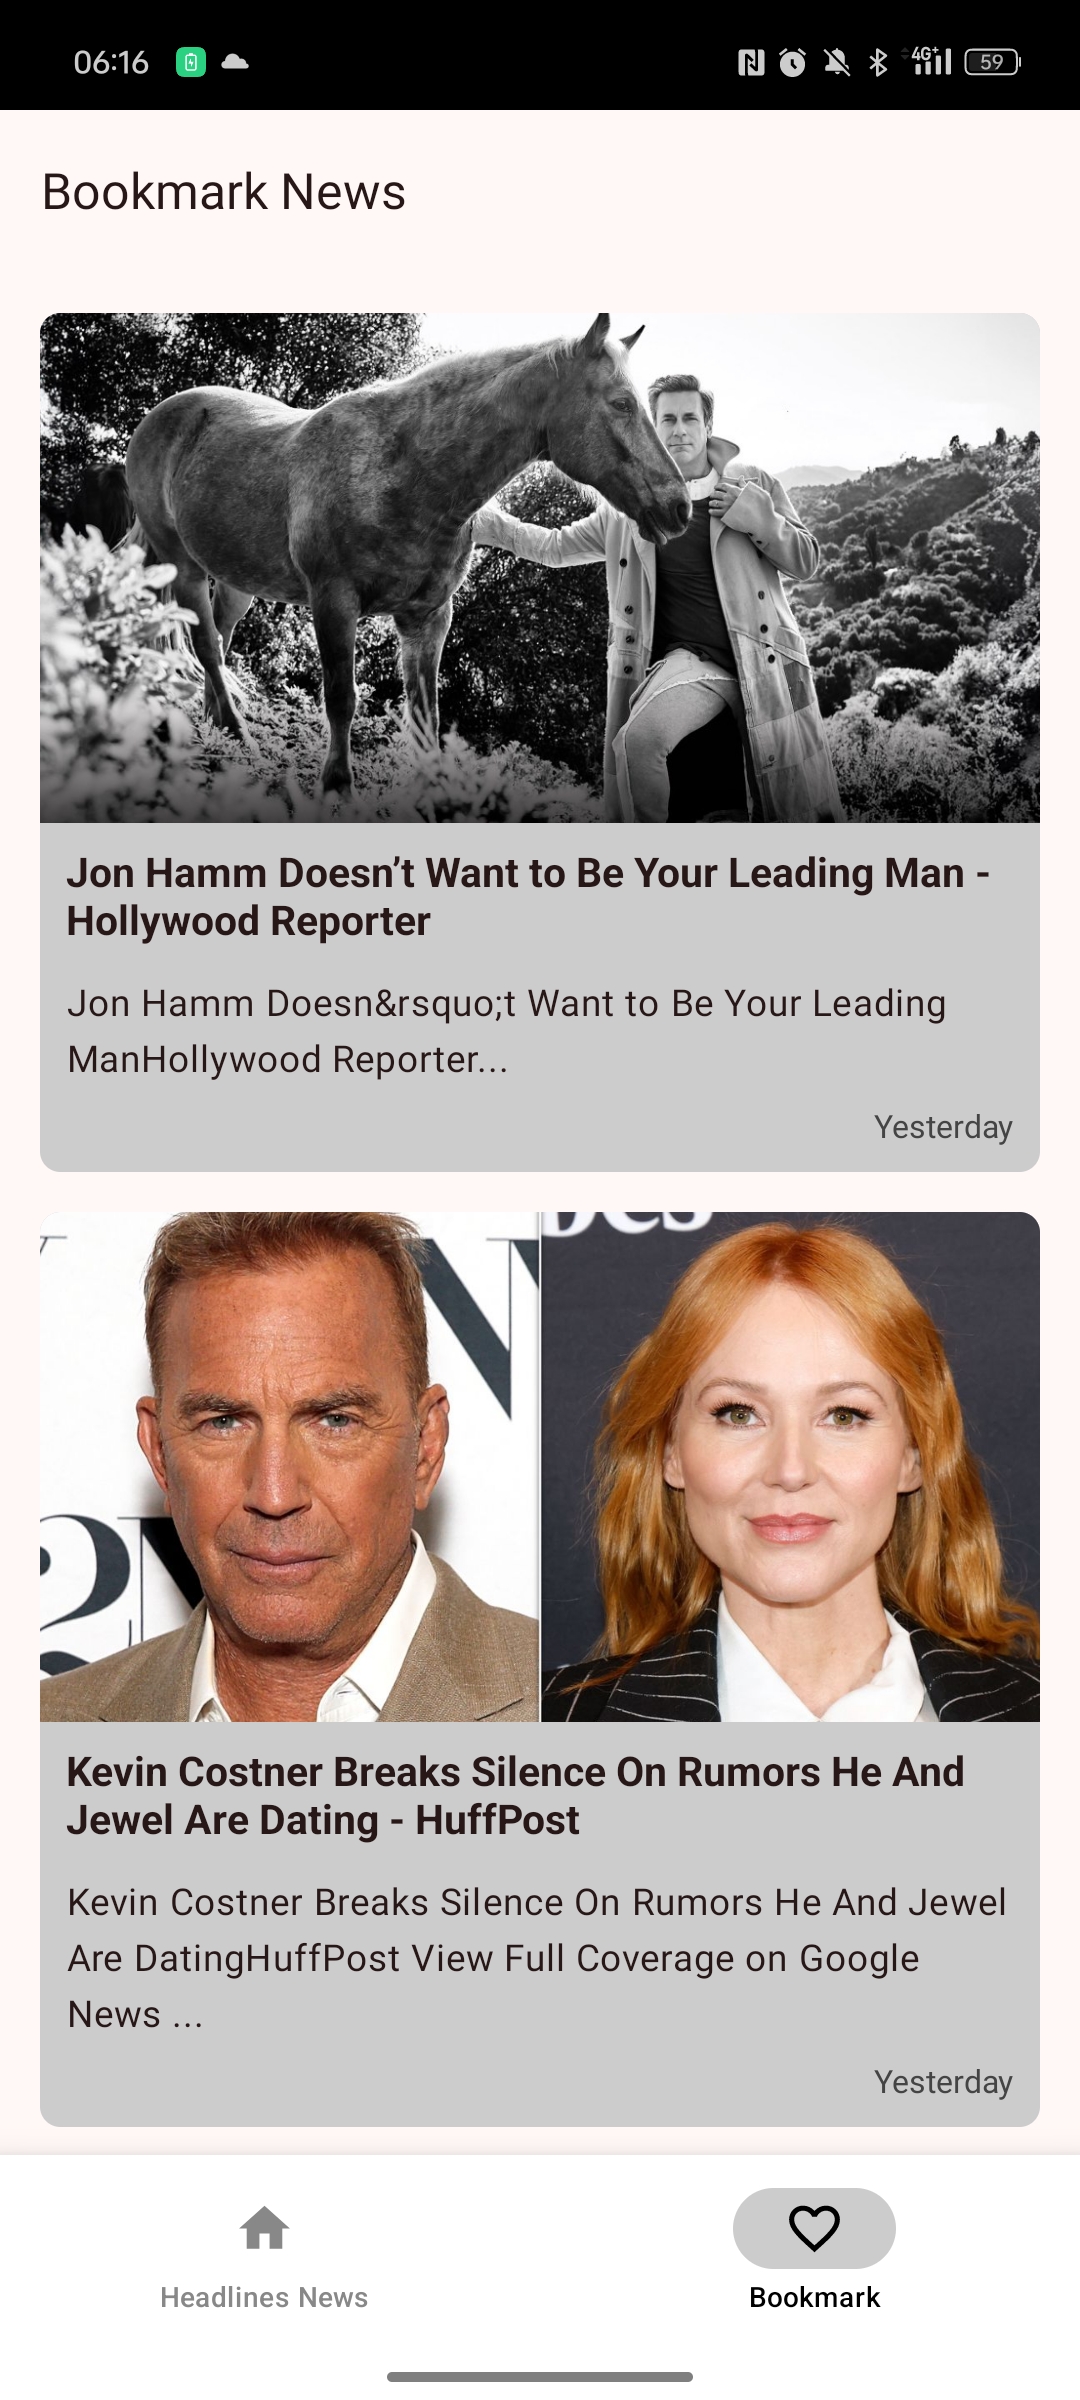 06:16
4G+
59
Bookmark News
Jon Hamm Doesn’t Want to Be Your Leading Man -
Hollywood Reporter
Jon Hamm Doesn&rsquo;t Want to Be Your Leading
ManHollywood Reporter...
Yesterday
Kevin Costner Breaks Silence On Rumors He And
Jewel Are Dating - HuffPost
Kevin Costner Breaks Silence On Rumors He And Jewel
Are DatingHuffPost View Full Coverage on Google
News ...
Yesterday
Headlines News
Bookmark